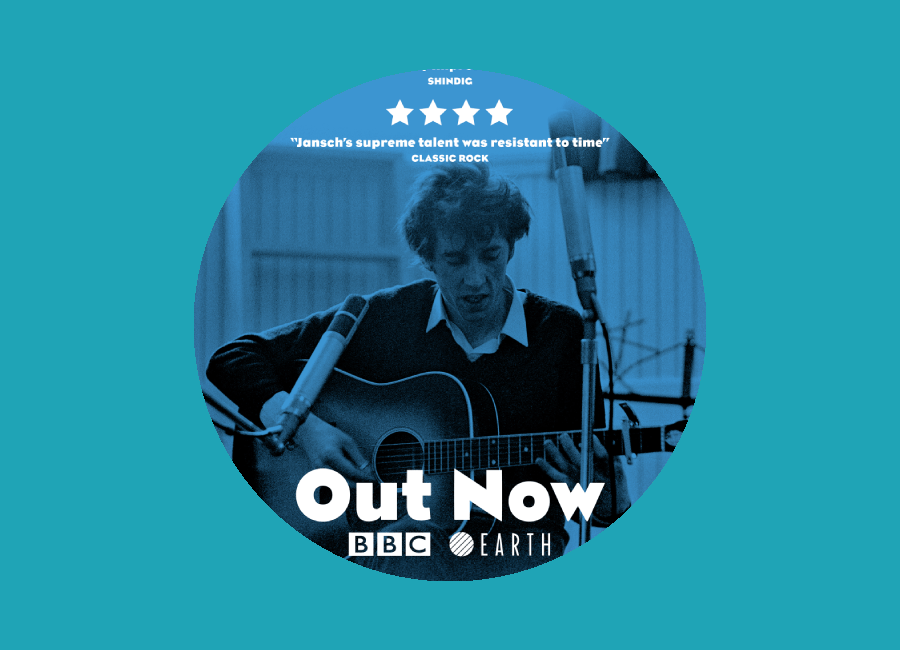 SHINDIG
"Jansch's supreme talent was resistant to time"
CLASSIC ROCK
Out Now
BBC EARTH